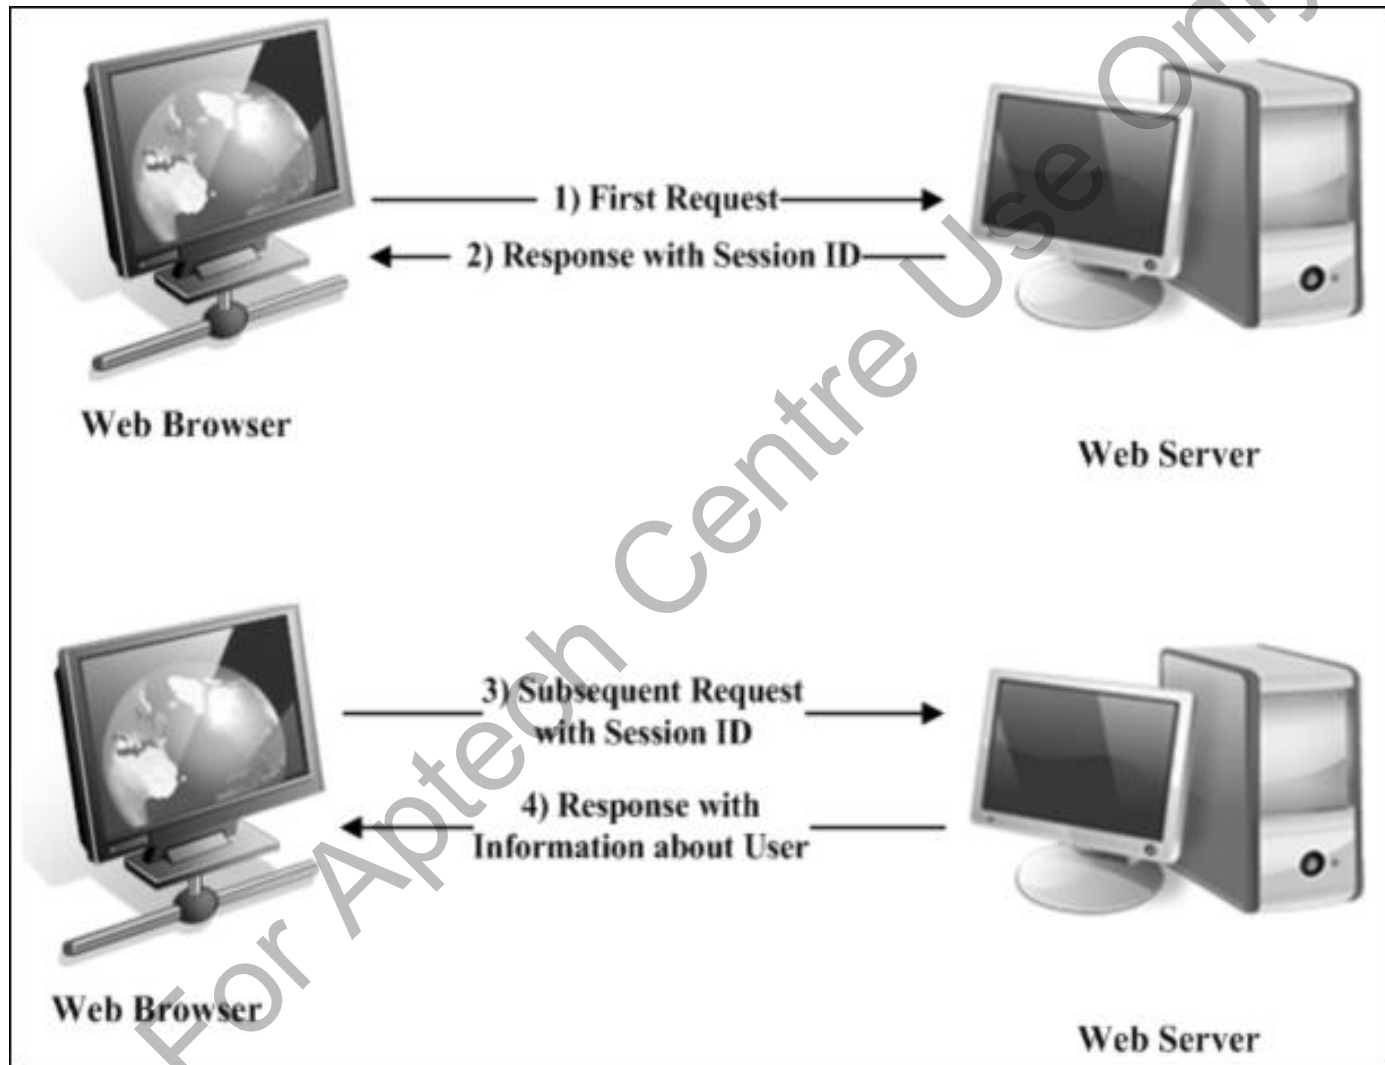 1) First Request
2) Response with Session ID
Web Browser
Web Server
3) Subsequent Request
with Session ID
4) Response with
Information about User
Web Browser
Web Server
For Aptech Centre Use Only